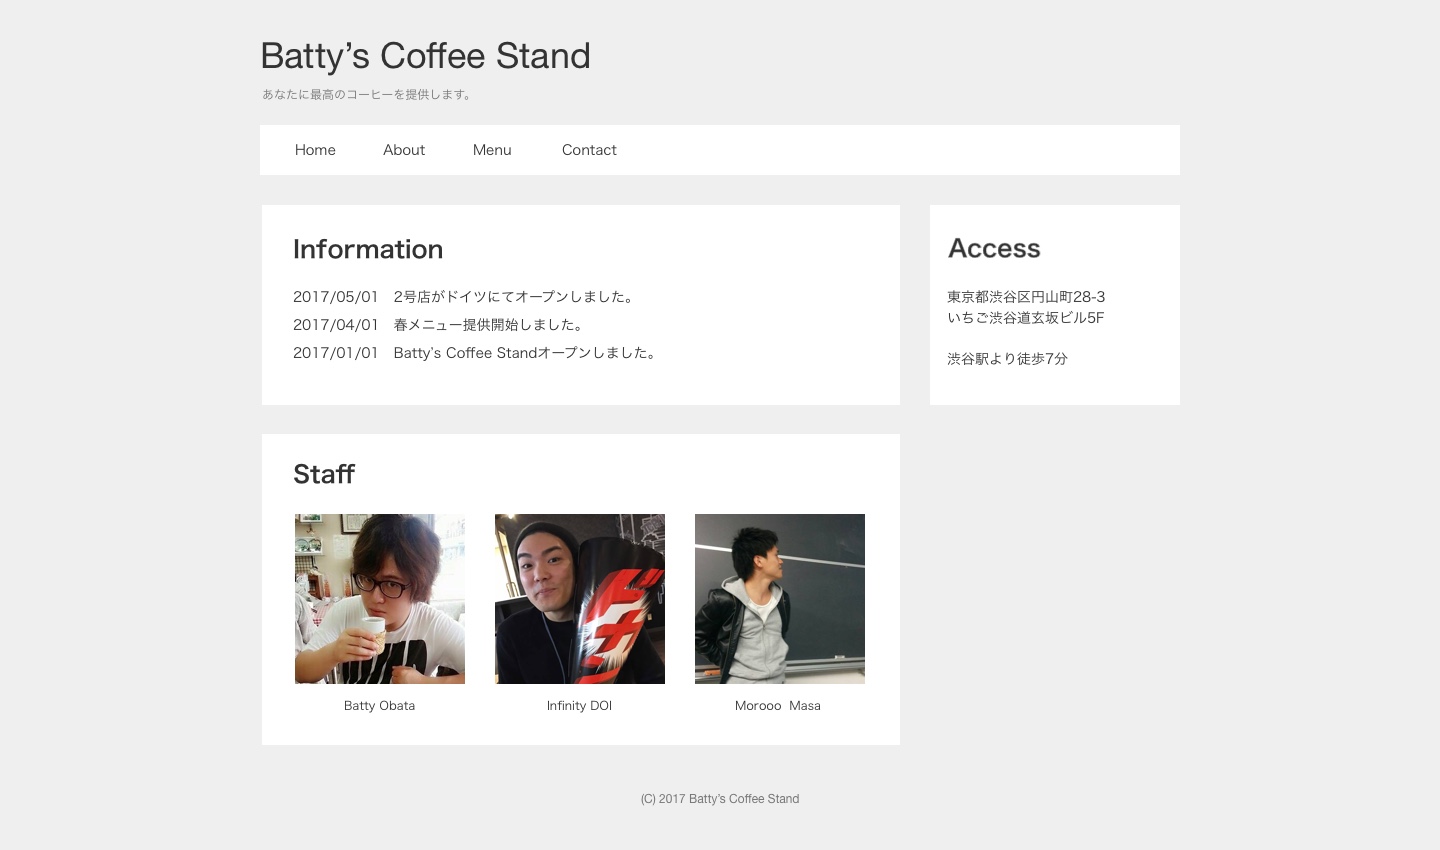 Batty’s Coffee Stand
あなたに最高のコーヒーを提供します。
Home About Menu Contact
Information
2017/05/01 2号店がドイツにてオープンしました。
2017/04/01 春メニュー提供開始しました。
2017/01/01 Batty's Coffee Standオープンしました。
Access
東京都渋谷区円山町28-3
いちご渋谷道玄坂ビル5F
渋谷駅より徒歩7分
Staff
Batty Obata
Infinity DOI
Morooo Masa
(C) 2017 Batty’s Coffee Stand